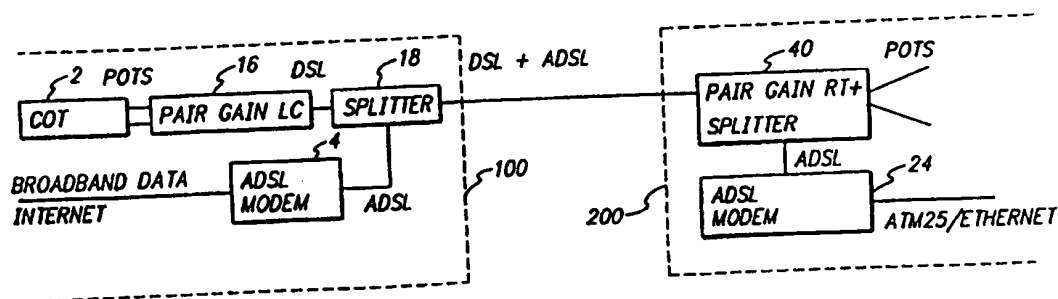 2
POTS
16
DSL
18
COT
PAIR GAIN LC
SPLITTER
DSL + ADSL
BROADBAND DATA
INTERNET
4
ADSL
MODEM
ADSL
100
40
POTS
PAIR GAIN RT+
SPLITTER
ADSL
24
200
ADSL
MODEM
ATM25/ETHERNET